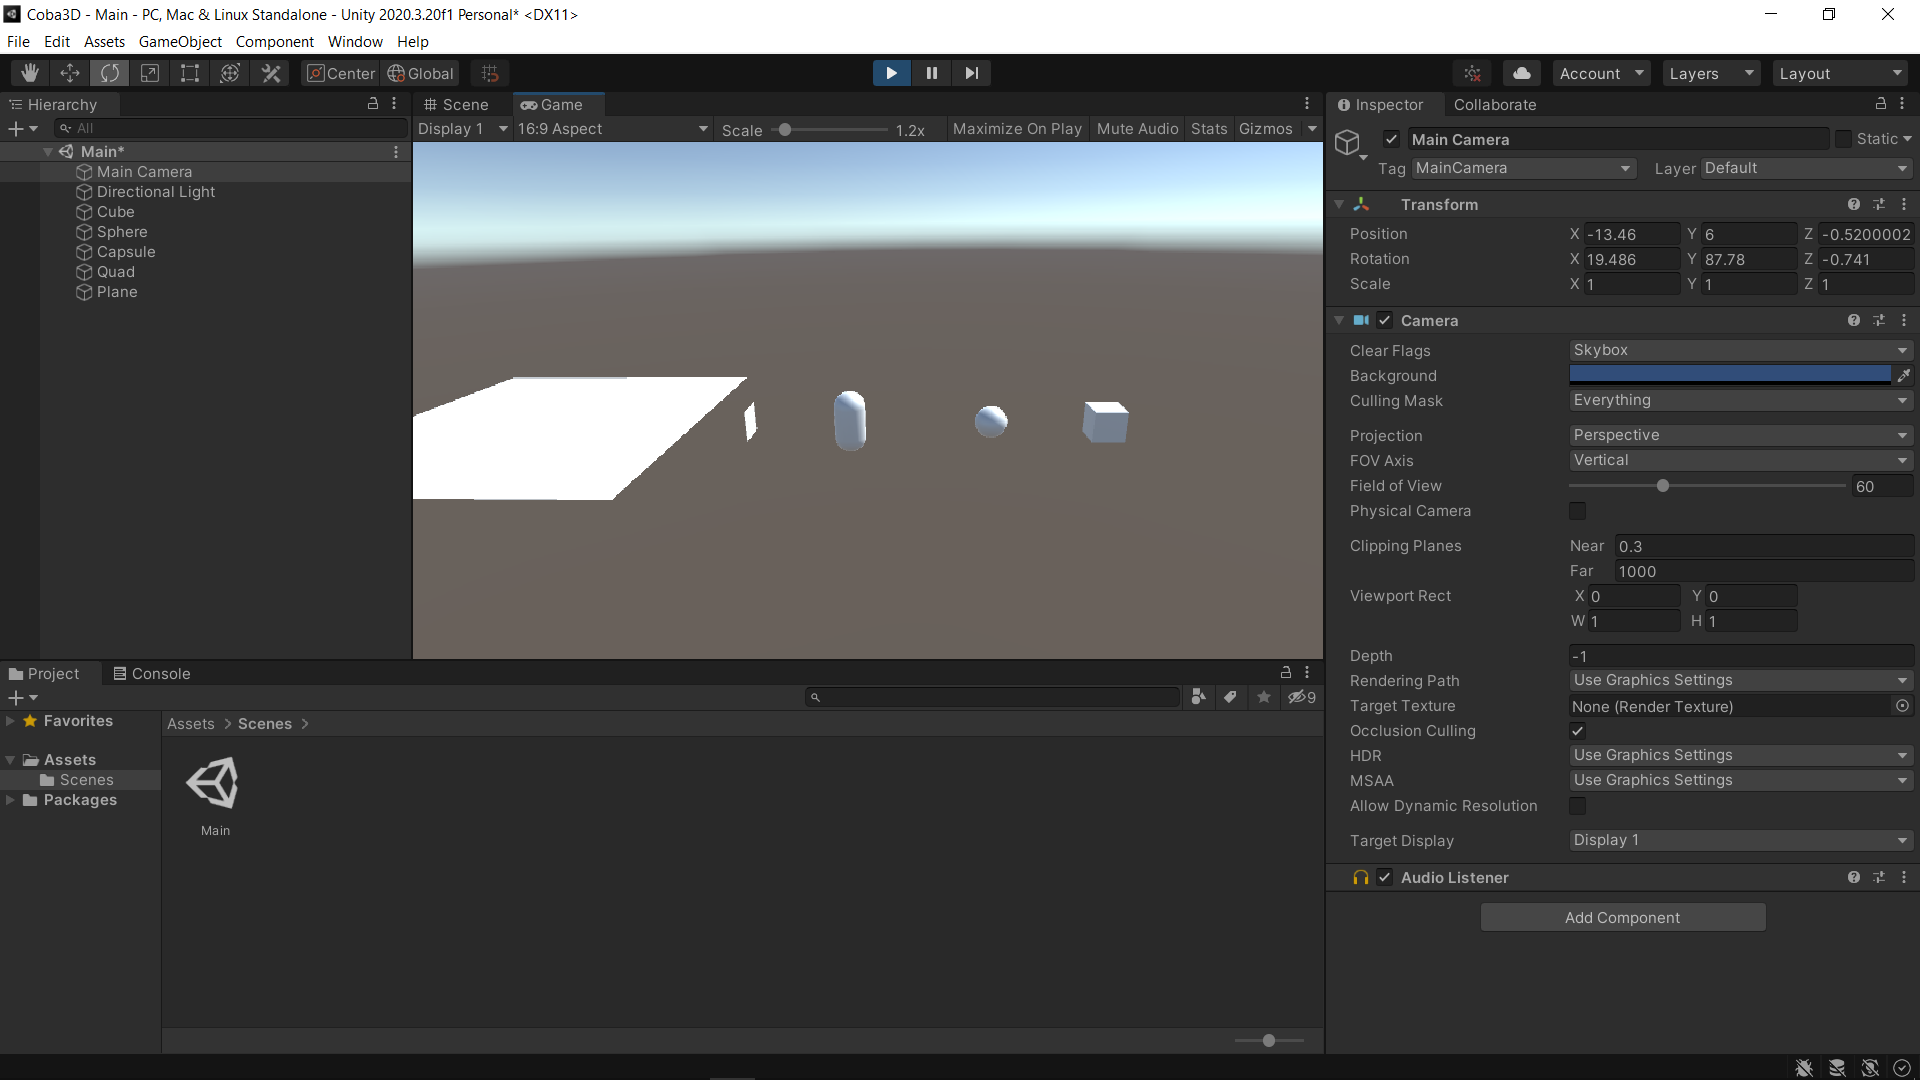 Coba3D - Main - PC, Mac & Linux Standalone - Unity 2020.3.20f1 Personal* <DX11>
File Edit Assets GameObject Component Window Help
Center Global Account Layers Layout
Hierarchy
All
Main*
Main Camera
Directional Light
Cube
Sphere
Capsule
Quad
Plane
Scene Game
Display 1 16:9 Aspect Scale 1.2x Maximize On Play Mute Audio Stats Gizmos
Inspector Collaborate
Main Camera Static
Tag MainCamera Layer Default
Transform
Position X -13.46 Y 6 Z -0.5200002
Rotation X 19.486 Y 87.78 Z -0.741
Scale X 1 Y 1 Z 1
Camera
Clear Flags Skybox
Background
Culling Mask Everything
Projection Perspective
FOV Axis Vertical
Field of View 60
Physical Camera
Clipping Planes Near 0.3
Far 1000
Viewport Rect X 0 Y 0
W 1 H 1
Depth -1
Rendering Path Use Graphics Settings
Target Texture None (Render Texture)
Occlusion Culling
HDR Use Graphics Settings
MSAA Use Graphics Settings
Allow Dynamic Resolution
Target Display Display 1
Audio Listener
Add Component
Project Console
9
Favorites
Assets
Scenes
Packages
Assets > Scenes >
Main